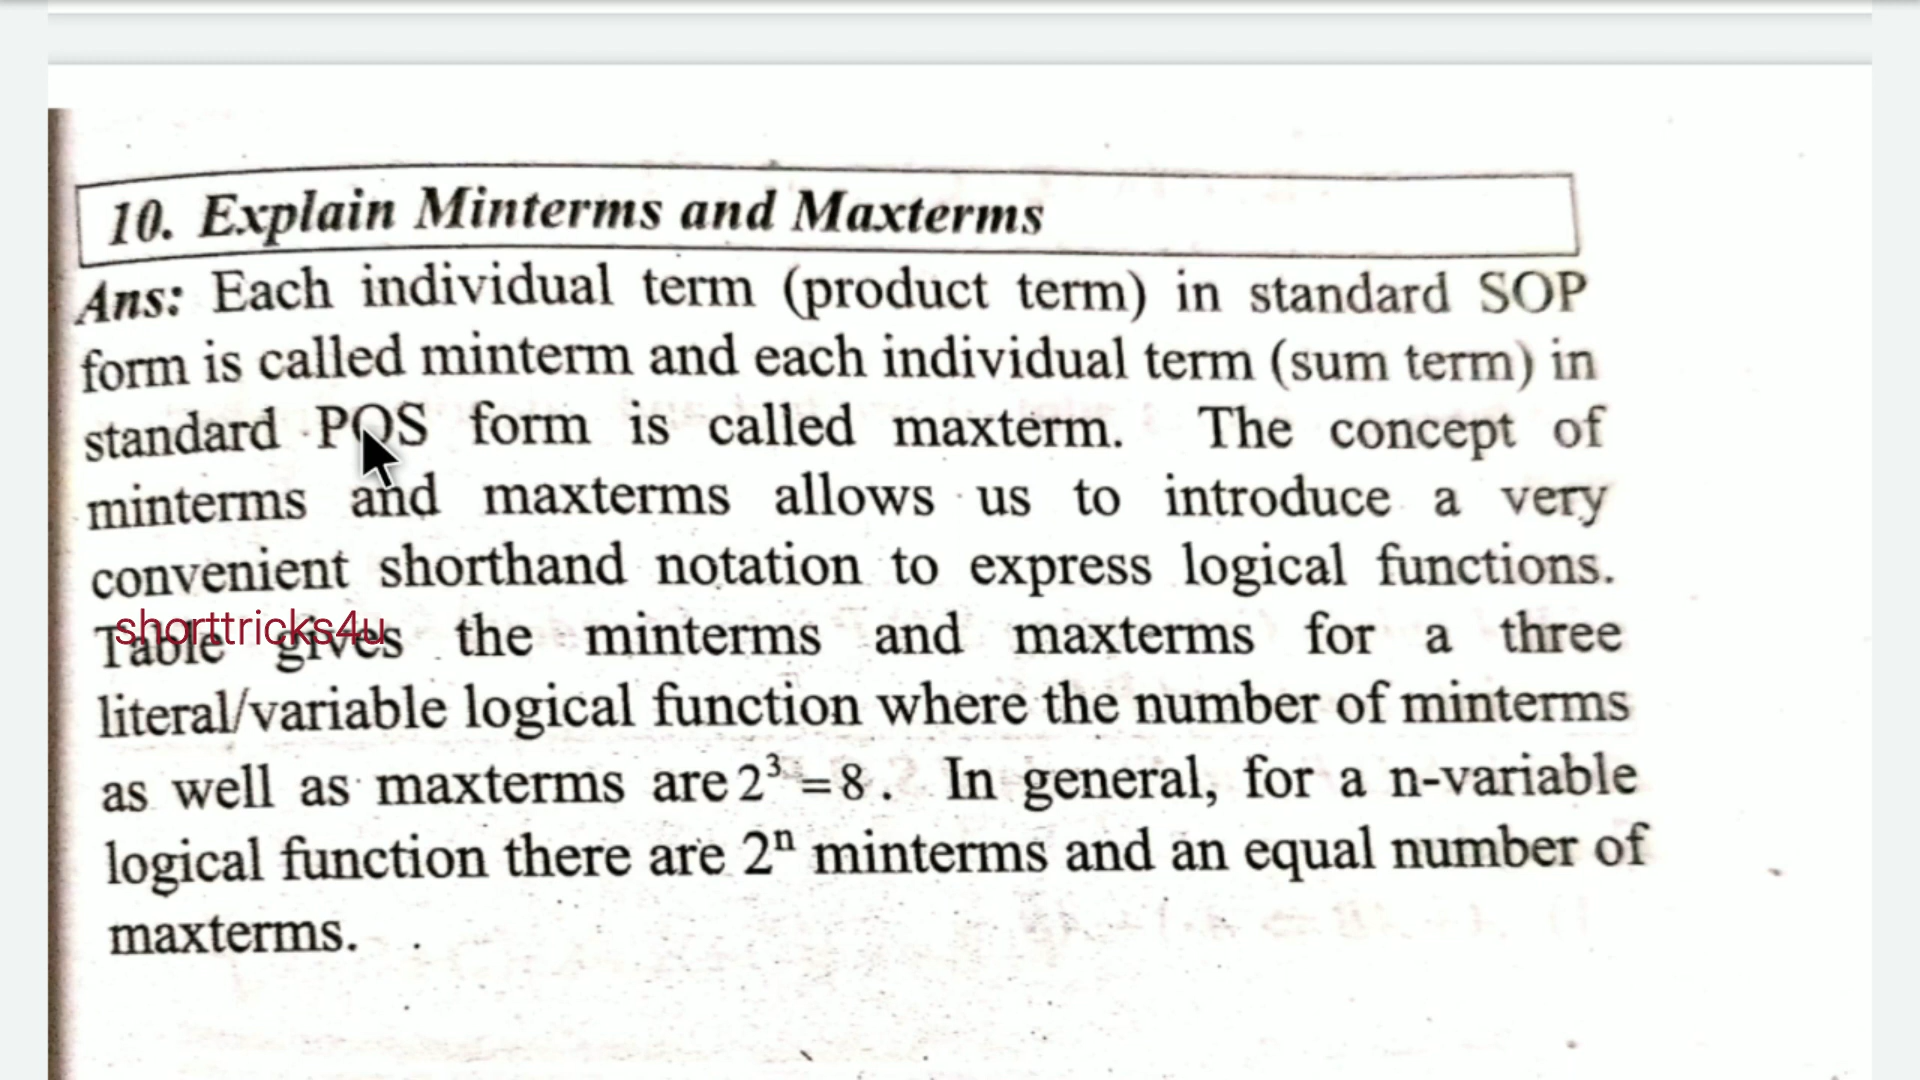 10. Explain Minterms and Maxterms
Ans: Each individual term (product term) in standard SOP
form is called minterm and each individual term (sum term) in
standard POS form is called maxterm. The concept of
minterms and maxterms allows us to introduce a very
convenient shorthand notation to express logical functions.
shorttricks4u
Table gives the minterms and maxterms for a three
literal/variable logical function where the number of minterms
as well as maxterms are 2³ = 8. In general, for a n-variable
logical function there are 2ⁿ minterms and an equal number of
maxterms.